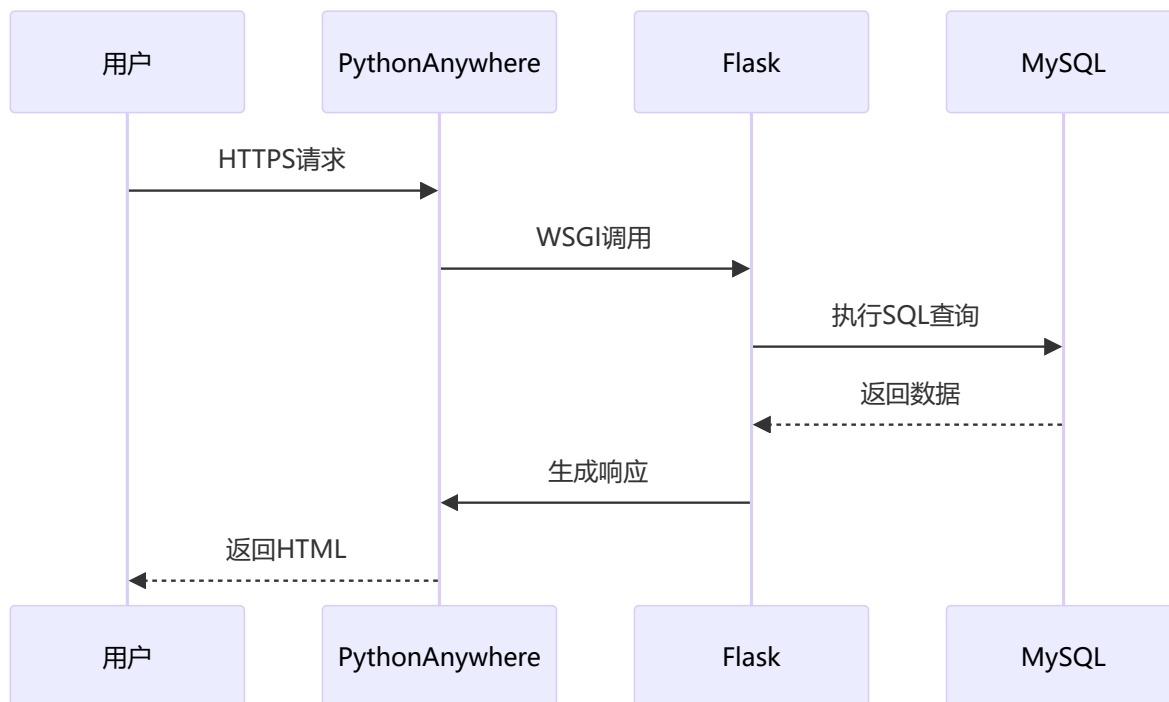 用户
PythonAnywhere
Flask
MySQL
HTTPS请求
WSGI调用
执行SQL查询
返回数据
生成响应
返回HTML
用户
PythonAnywhere
Flask
MySQL